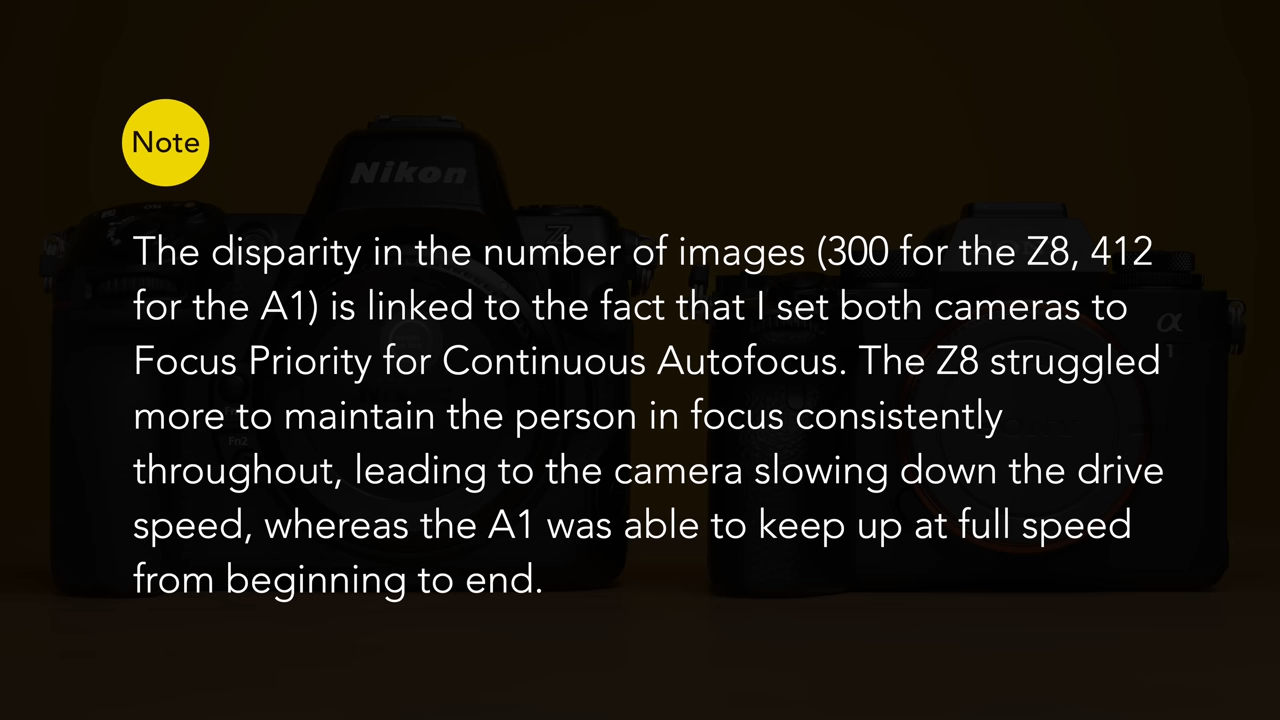 Note
Nikon
The disparity in the number of images (300 for the Z8, 412
for the A1) is linked to the fact that I set both cameras to
Focus Priority for Continuous Autofocus. The Z8 struggled
more to maintain the person in focus consistently
throughout, leading to the camera slowing down the drive
speed, whereas the A1 was able to keep up at full speed
from beginning to end.
Fn2
α
1